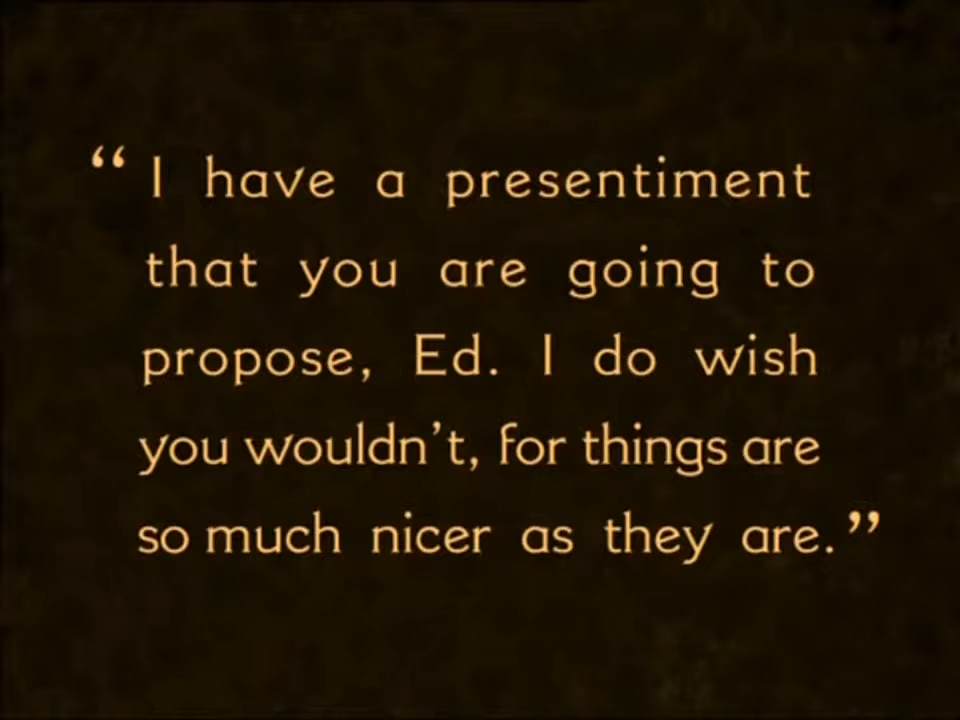 “ I have a presentiment
that you are going to
propose, Ed. I do wish
you wouldn’t, for things are
so much nicer as they are. ”